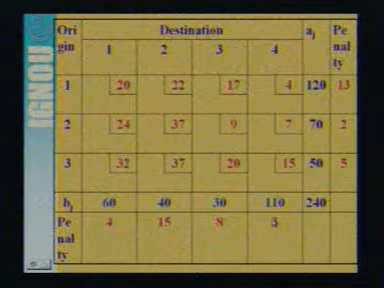 IGNOU
Ori gin Destination ai Pe nal ty
1 2 3 4
1 20 22 17 4 120 13
2 24 37 9 7 70 2
3 32 37 20 15 50 5
bj 60 40 30 110 240
Pe nal ty 4 15 8 3